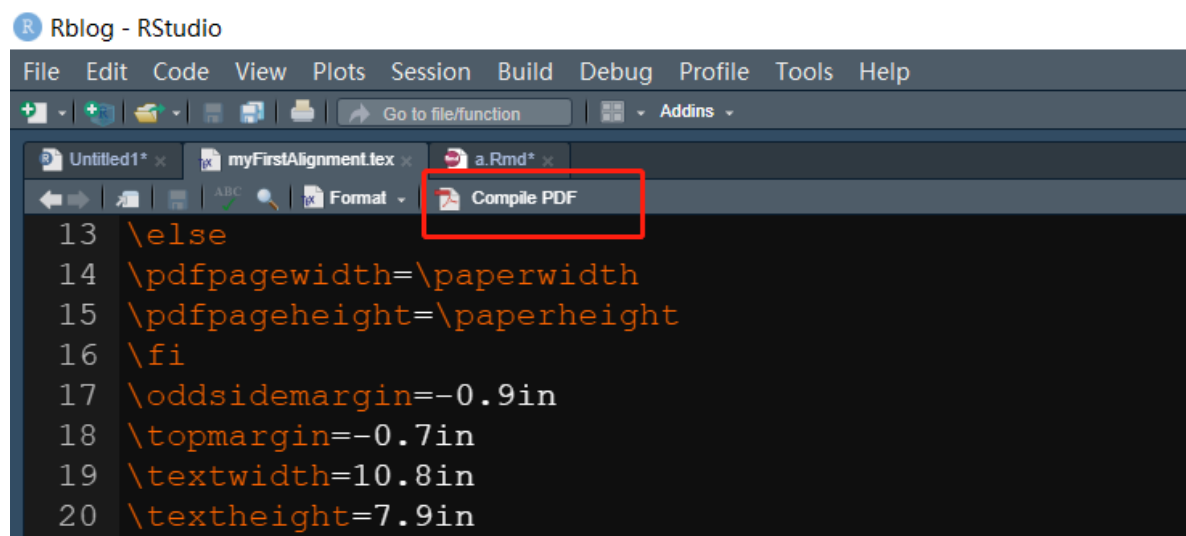 R Rblog - RStudio
File Edit Code View Plots Session Build Debug Profile Tools Help
Go to file/function Addins
Untitled1* myFirstAlignment.tex a.Rmd*
ABC Format Compile PDF
13 \else
14 \pdfpagewidth=\paperwidth
15 \pdfpageheight=\paperheight
16 \fi
17 \oddsidemargin=-0.9in
18 \topmargin=-0.7in
19 \textwidth=10.8in
20 \textheight=7.9in